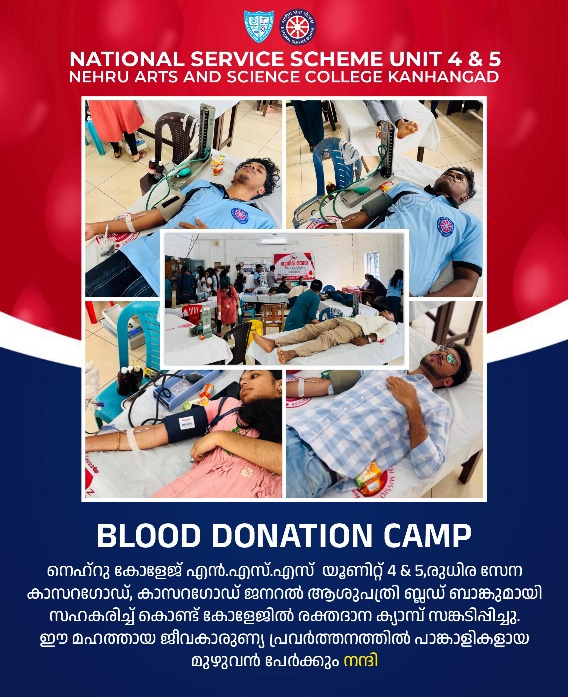 NATIONAL SERVICE SCHEME UNIT 4 & 5
NEHRU ARTS AND SCIENCE COLLEGE KANHANGAD
BLOOD DONATION CAMP
നെഹ്റു കോളേജ് എൻ.എസ്.എസ് യൂണിറ്റ് 4 & 5,രുധിര സേന
കാസറഗോഡ്, കാസറഗോഡ് ജനറൽ ആശുപത്രി ബ്ലഡ് ബാങ്കുമായി
സഹകരിച്ച് കൊണ്ട് കോളേജിൽ രക്തദാന ക്യാമ്പ് സങ്കടിപ്പിച്ചു.
ഈ മഹത്തായ ജീവകാരുണ്യ പ്രവർത്തനത്തിൽ പാങ്കാളികളായ
മുഴുവൻ പേർക്കും നന്ദി